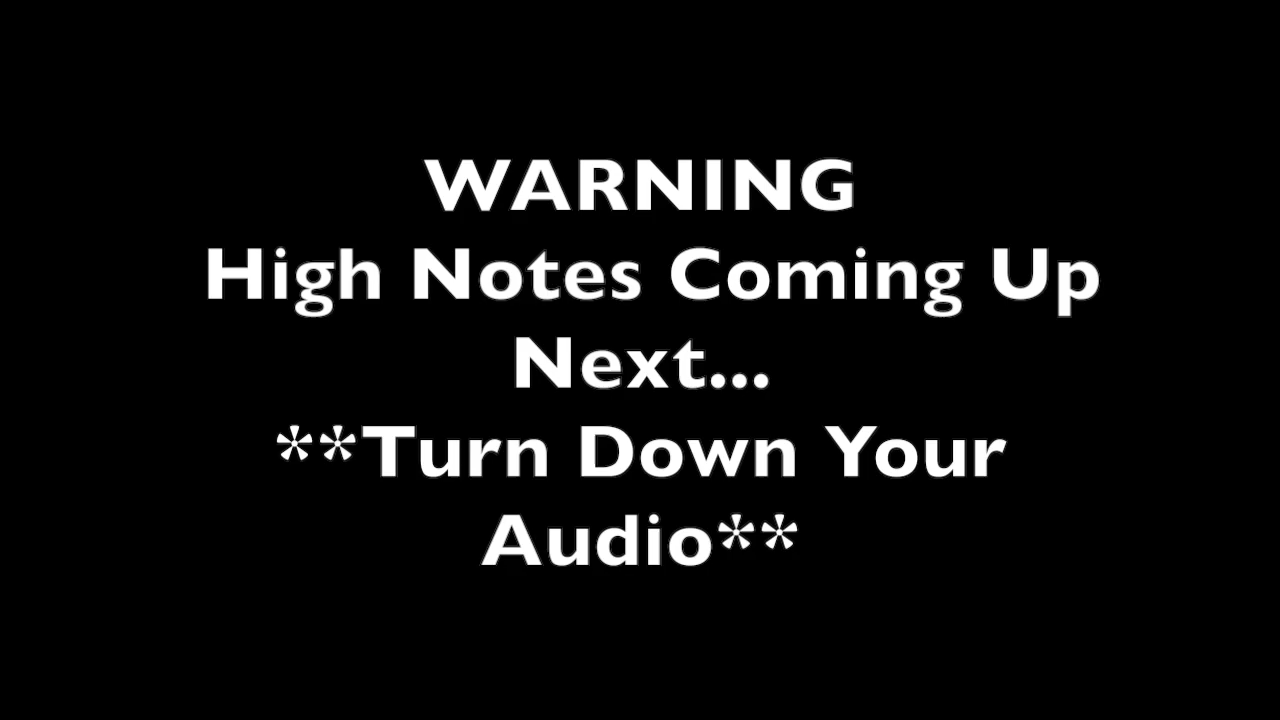 WARNING
High Notes Coming Up
Next...
**Turn Down Your
Audio**